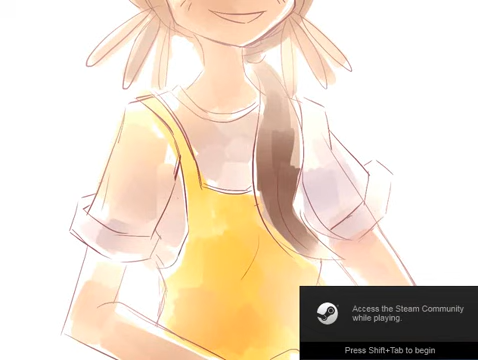 Access the Steam Community
while playing.
Press Shift+Tab to begin